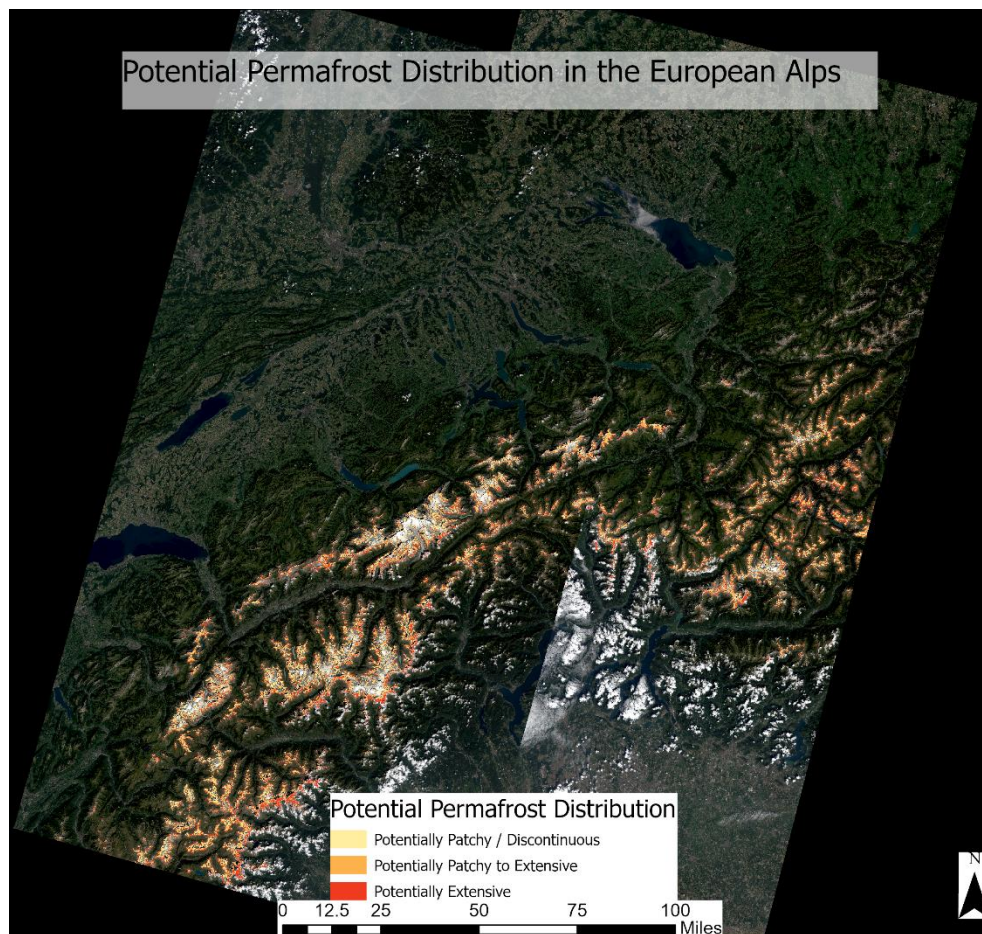 Potential Permafrost Distribution in the European Alps
Potential Permafrost Distribution
Potentially Patchy / Discontinuous
Potentially Patchy to Extensive
Potentially Extensive
0 12.5 25 50 75 100
Miles
N